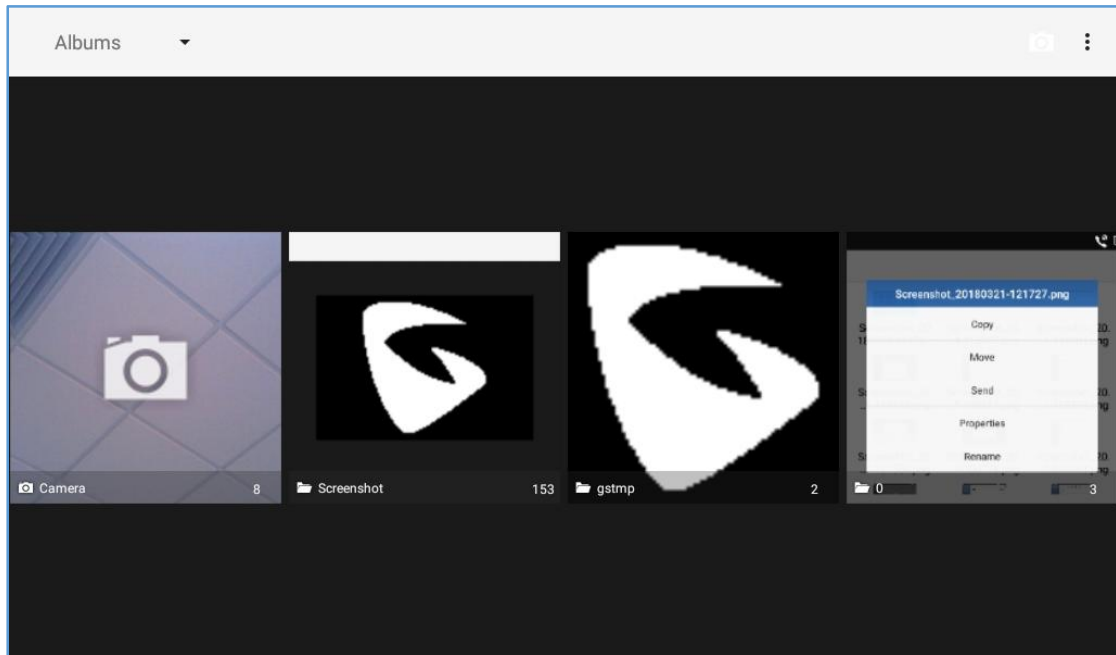 Albums
Screenshot_20180321-121727.png
Copy
Move
Send
Properties
Rename
Camera 8
Screenshot 153
gstmp 2
0 3